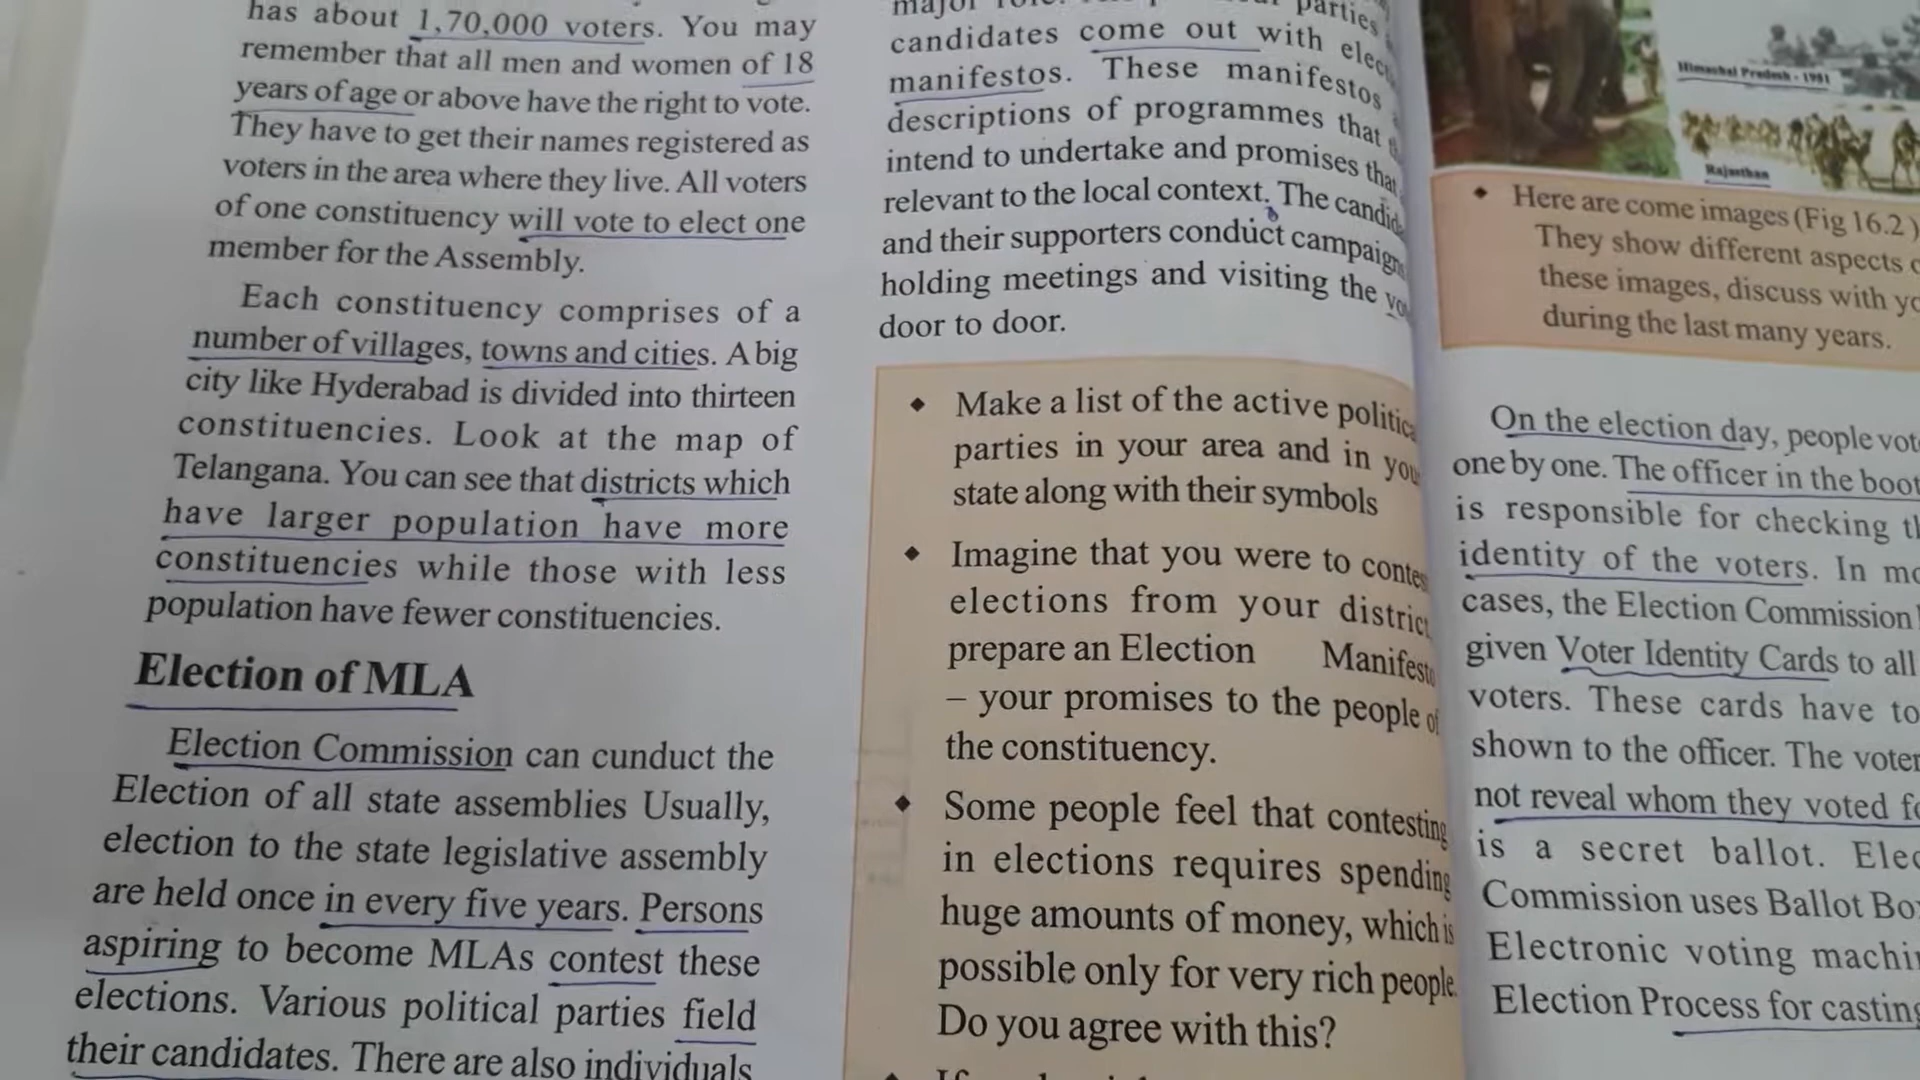 has about 1,70,000 voters. You may
remember that all men and women of 18
years of age or above have the right to vote.
They have to get their names registered as
voters in the area where they live. All voters
of one constituency will vote to elect one
member for the Assembly.
Each constituency comprises of a
number of villages, towns and cities. A big
city like Hyderabad is divided into thirteen
constituencies. Look at the map of
Telangana. You can see that districts which
have larger population have more
constituencies while those with less
population have fewer constituencies.
Election of MLA
Election Commission can cunduct the
Election of all state assemblies Usually,
election to the state legislative assembly
are held once in every five years. Persons
aspiring to become MLAs contest these
elections. Various political parties field
their candidates. There are also individuals
parties
candidates come out with
manifestos. These manifestos
descriptions of programmes that
intend to undertake and promises that
relevant to the local context. The
and their supporters conduct
holding meetings and visiting the
door to door.
◆ Make a list of the active
parties in your area and in
state along with their symbols
◆ Imagine that you were to
elections from your
prepare an Election
– your promises to the people of
the constituency.
◆ Some people feel that contesting
in elections requires spending
huge amounts of money, which is
possible only for very rich people.
Do you agree with this?
Himachal Pradesh - 1981
Rajasthan
◆ Here are come images (Fig 16.2)
They show different aspects
these images, discuss with
during the last many years.
On the election day, people
one by one. The officer in the
is responsible for checking
identity of the voters. In
cases, the Election Commission
given Voter Identity Cards to all
voters. These cards have to
shown to the officer. The
not reveal whom they voted
is a secret ballot.
Commission uses Ballot
Electronic voting
Election Process for casting